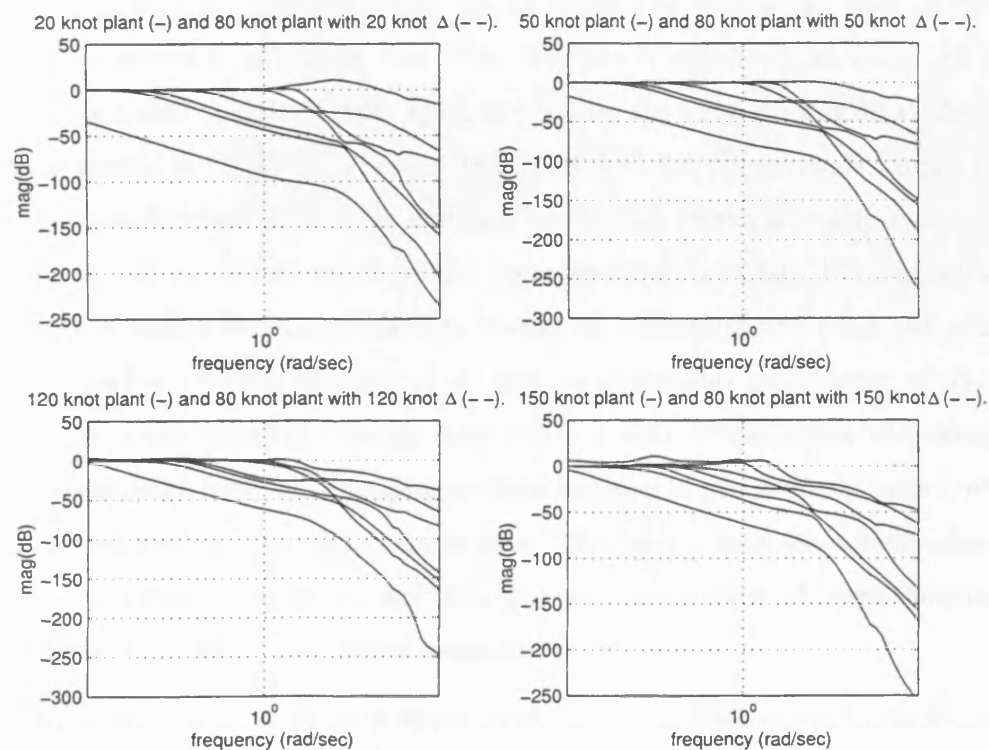 20 knot plant (−) and 80 knot plant with 20 knot Δ (− −).
50
0
−50
−100
−150
−200
−250
mag(dB)
10⁰
frequency (rad/sec)
50 knot plant (−) and 80 knot plant with 50 knot Δ (− −).
50
0
−50
−100
−150
−200
−250
−300
mag(dB)
10⁰
frequency (rad/sec)
120 knot plant (−) and 80 knot plant with 120 knot Δ (− −).
50
0
−50
−100
−150
−200
−250
−300
mag(dB)
10⁰
frequency (rad/sec)
150 knot plant (−) and 80 knot plant with 150 knot Δ (− −).
50
0
−50
−100
−150
−200
−250
mag(dB)
10⁰
frequency (rad/sec)